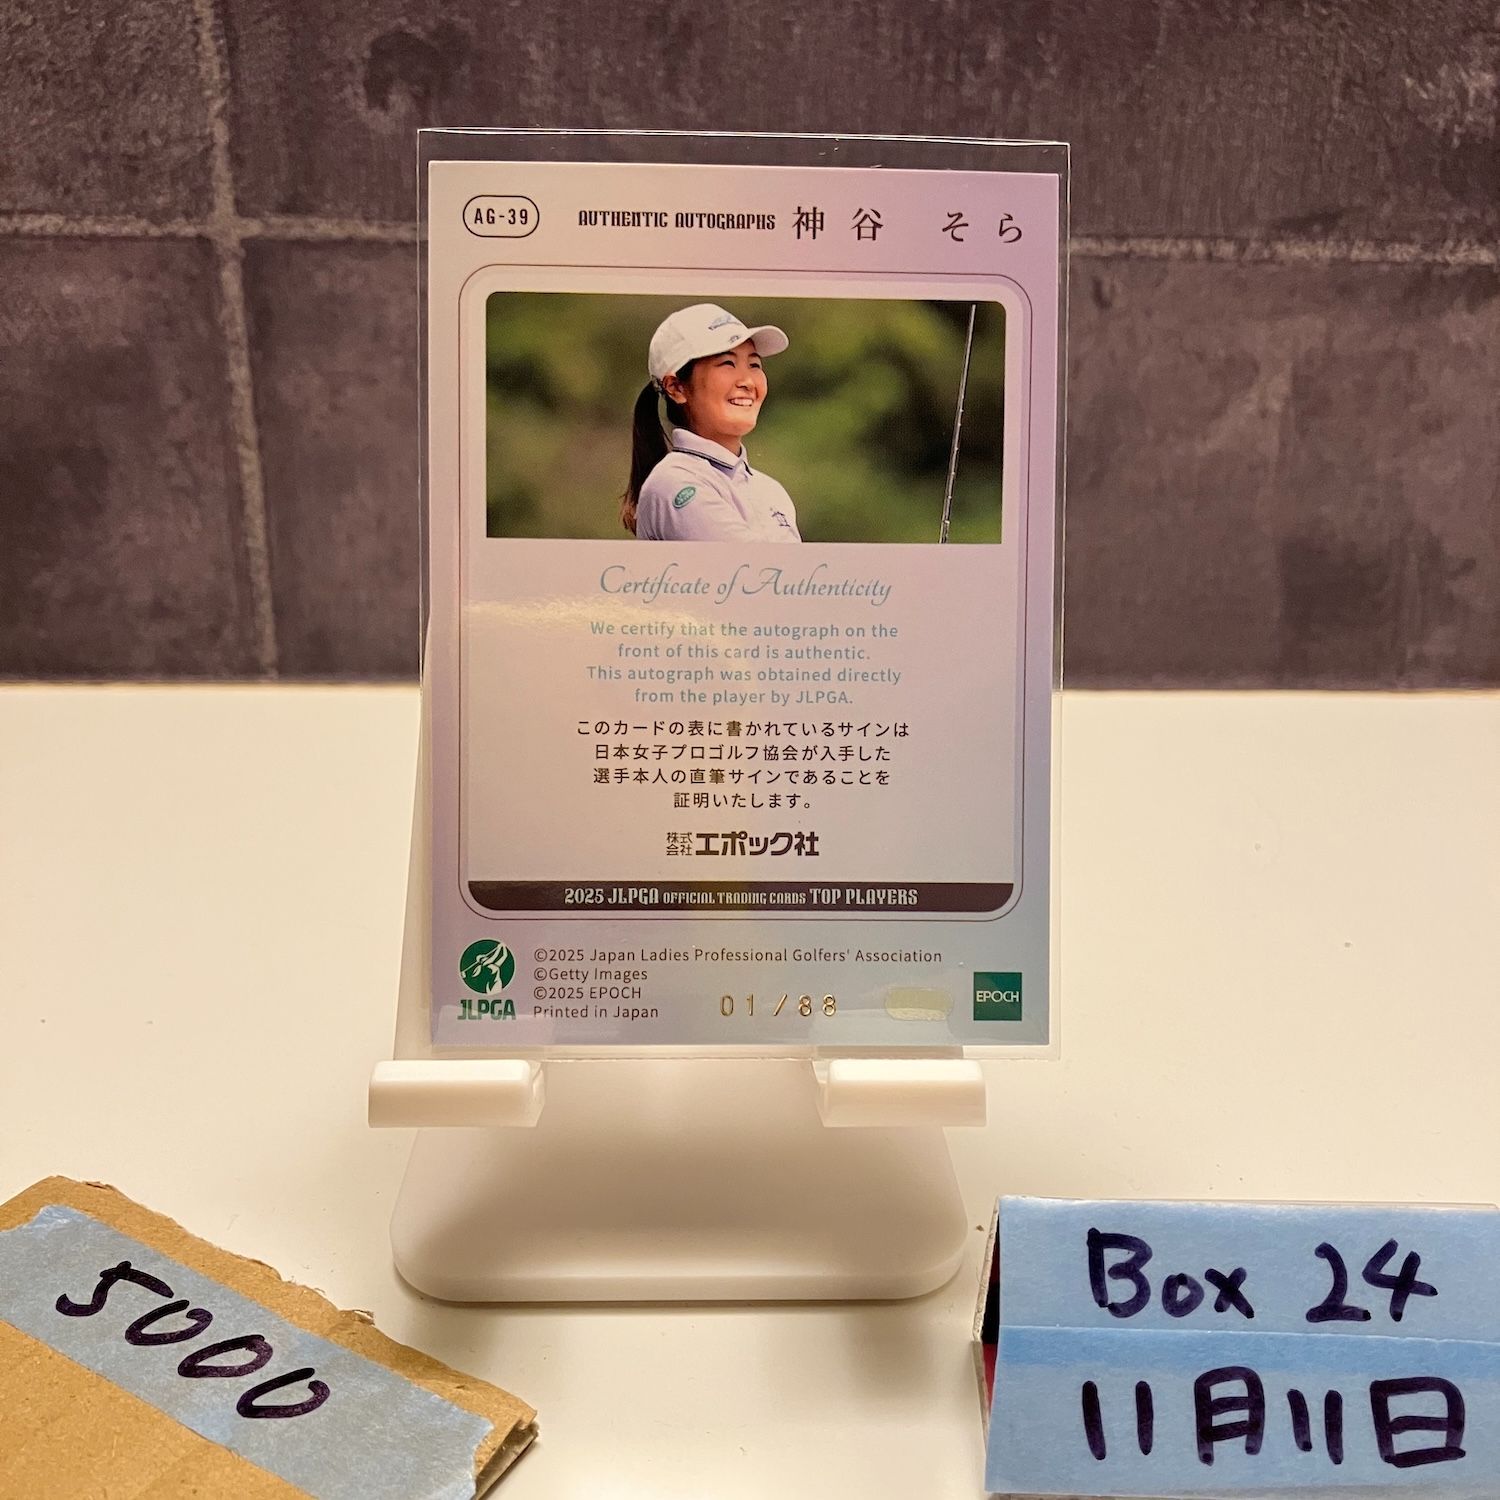 AG-39
AUTHENTIC AUTOGRAPHS 神谷 そら
Certificate of Authenticity
We certify that the autograph on the
front of this card is authentic.
This autograph was obtained directly
from the player by JLPGA.
このカードの表に書かれているサインは
日本女子プロゴルフ協会が入手した
選手本人の直筆サインであることを
証明いたします。
株式会社エポック社
2025 JLPGA OFFICIAL TRADING CARDS TOP PLAYERS
JLPGA
©2025 Japan Ladies Professional Golfers' Association
©Getty Images
©2025 EPOCH
Printed in Japan
01/88
EPOCH
5000
Box 24
11月11日